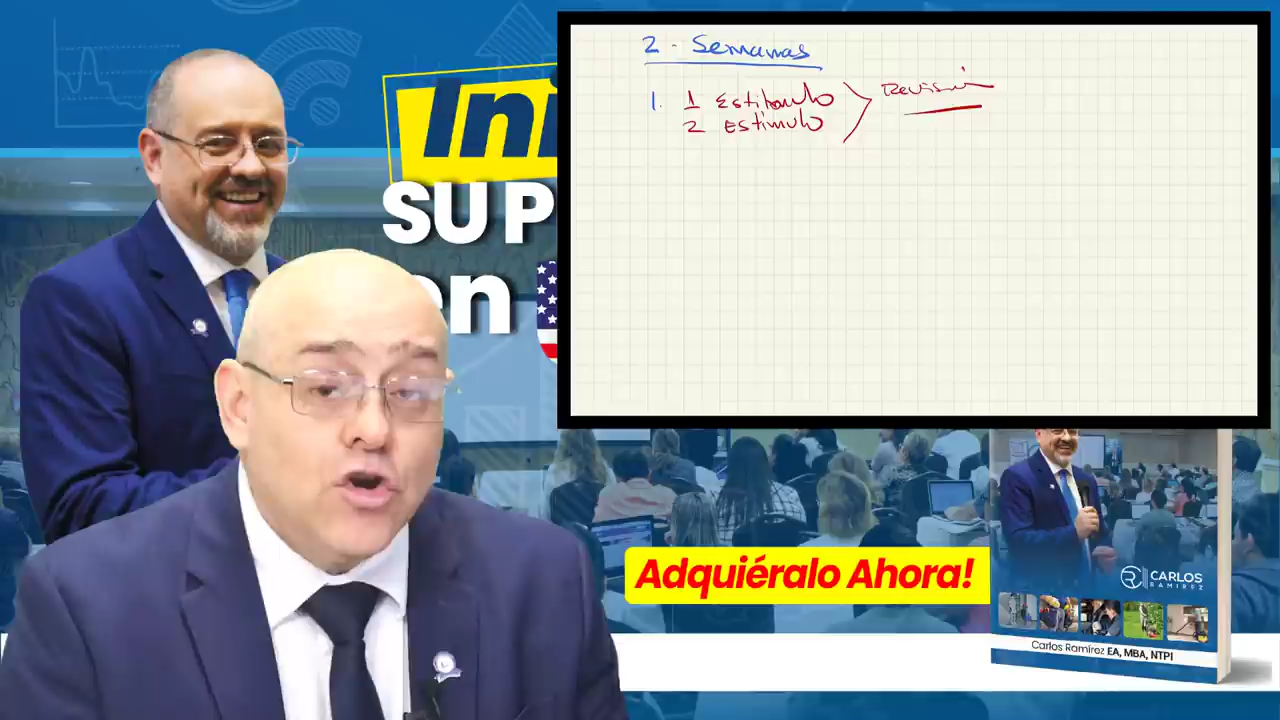 2. Semanas
1. 1 Estimulo
2 Estimulo
Revisión
Ini
SUP
en
Adquiéralo Ahora!
CARLOS
RAMIREZ
Carlos Ramírez EA, MBA, NTPI